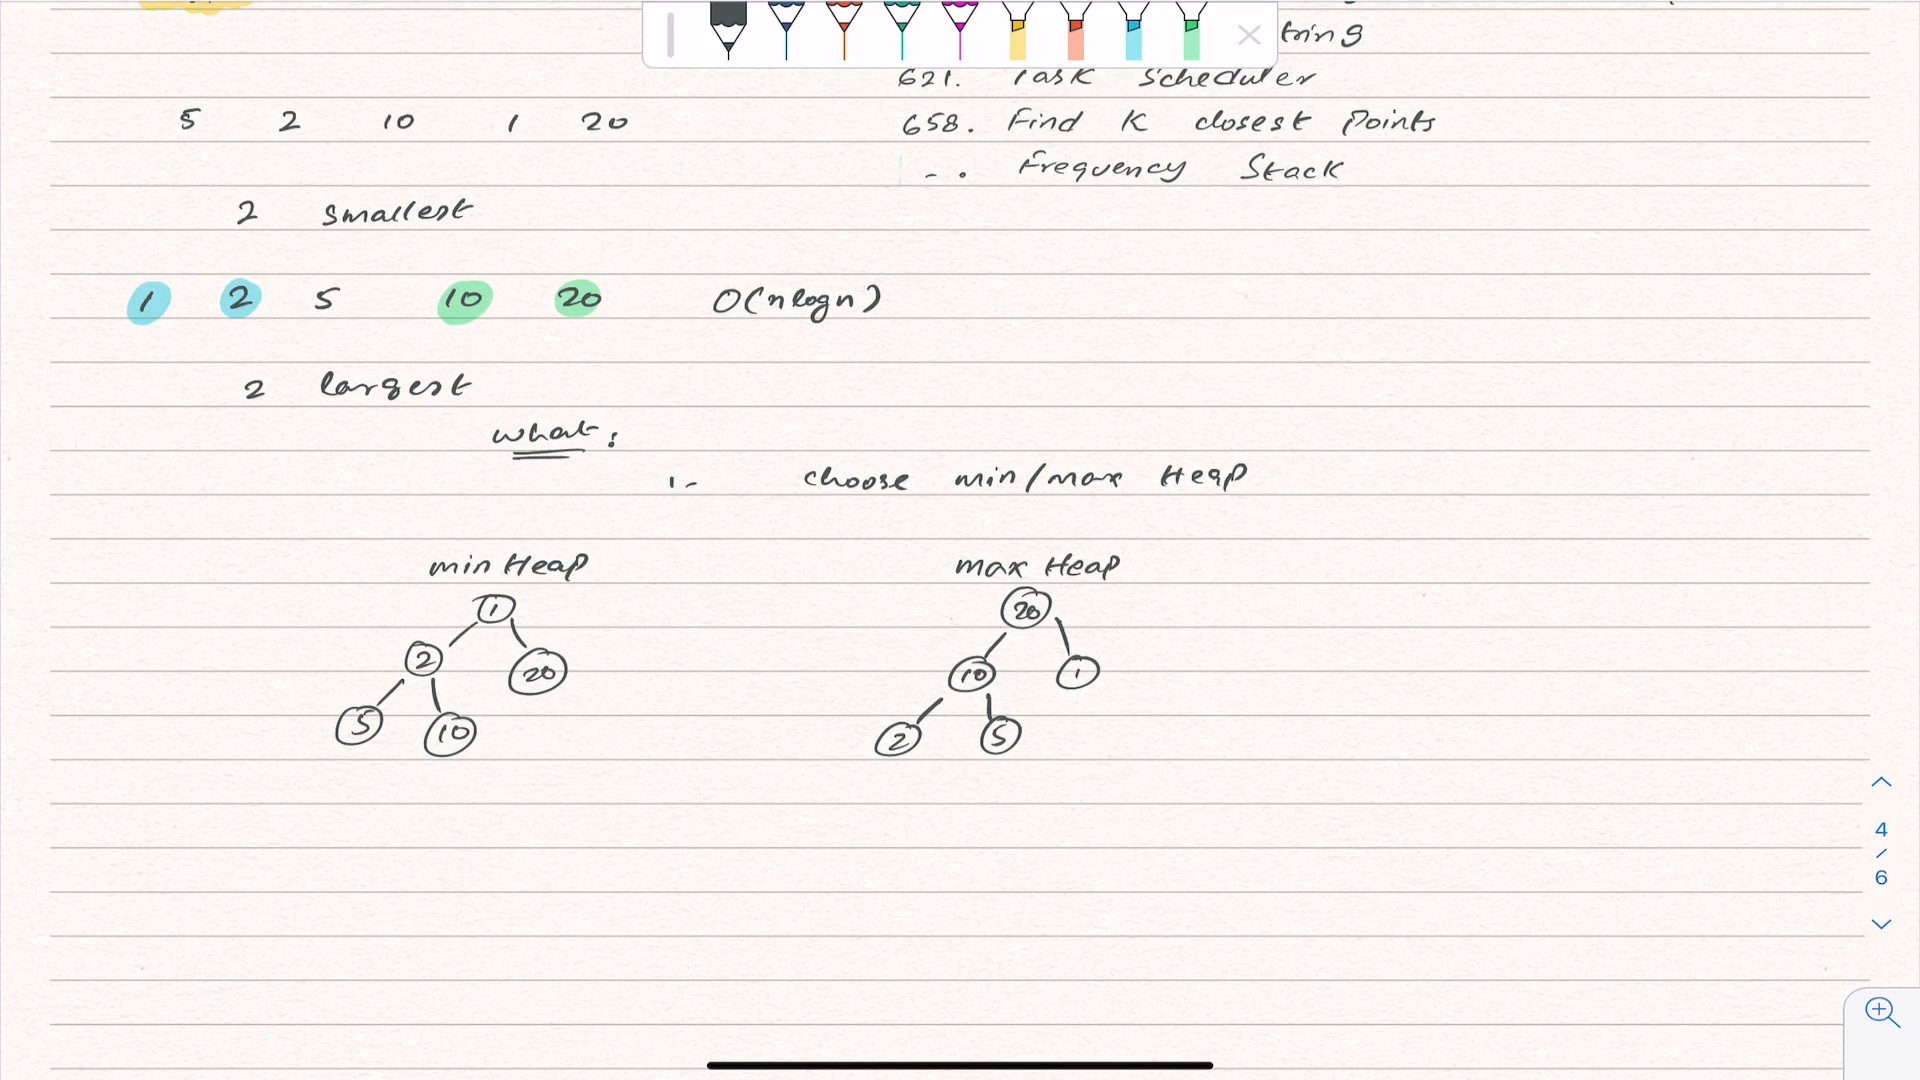 tring
621. Task Scheduler
5 2 10 1 20
658. Find K closest Points
-. Frequency Stack
2 smallest
1 2 5 10 20 O(nlogn)
2 largest
What:
1- choose min/max Heap
min Heap
max Heap
1
20
2
20
10
1
5
10
2
5
4
/
6